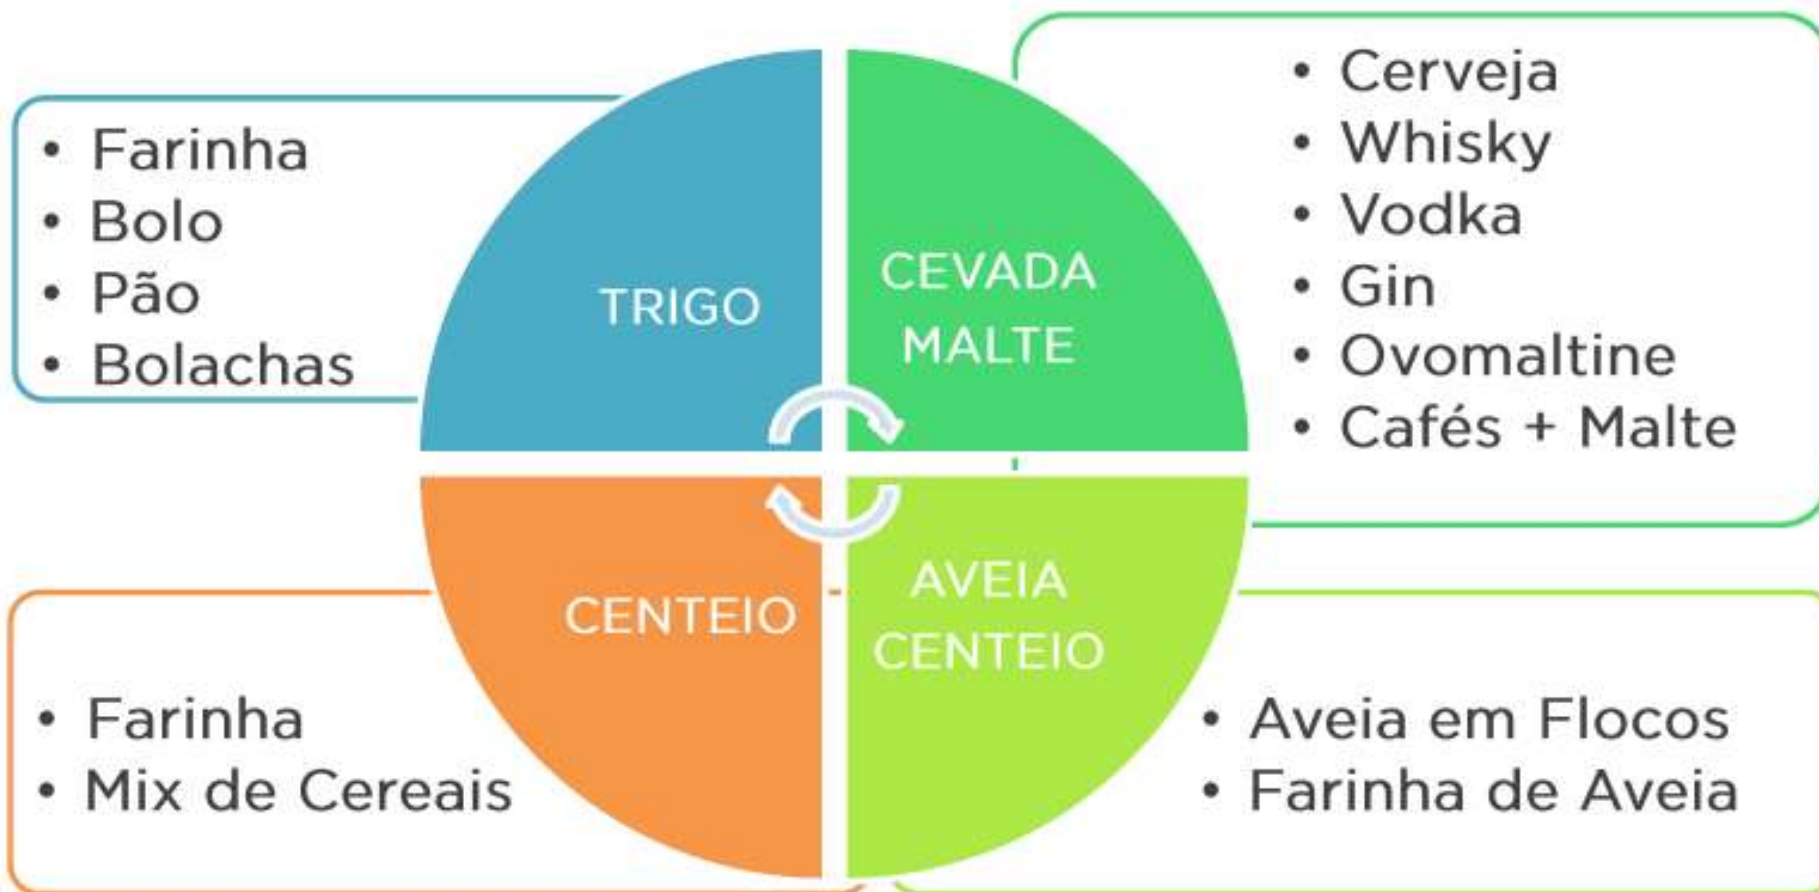 • Farinha
• Bolo
• Pão
• Bolachas
TRIGO
CEVADA
MALTE
• Cerveja
• Whisky
• Vodka
• Gin
• Ovomaltine
• Cafés + Malte
CENTEIO
• Farinha
• Mix de Cereais
AVEIA
CENTEIO
• Aveia em Flocos
• Farinha de Aveia